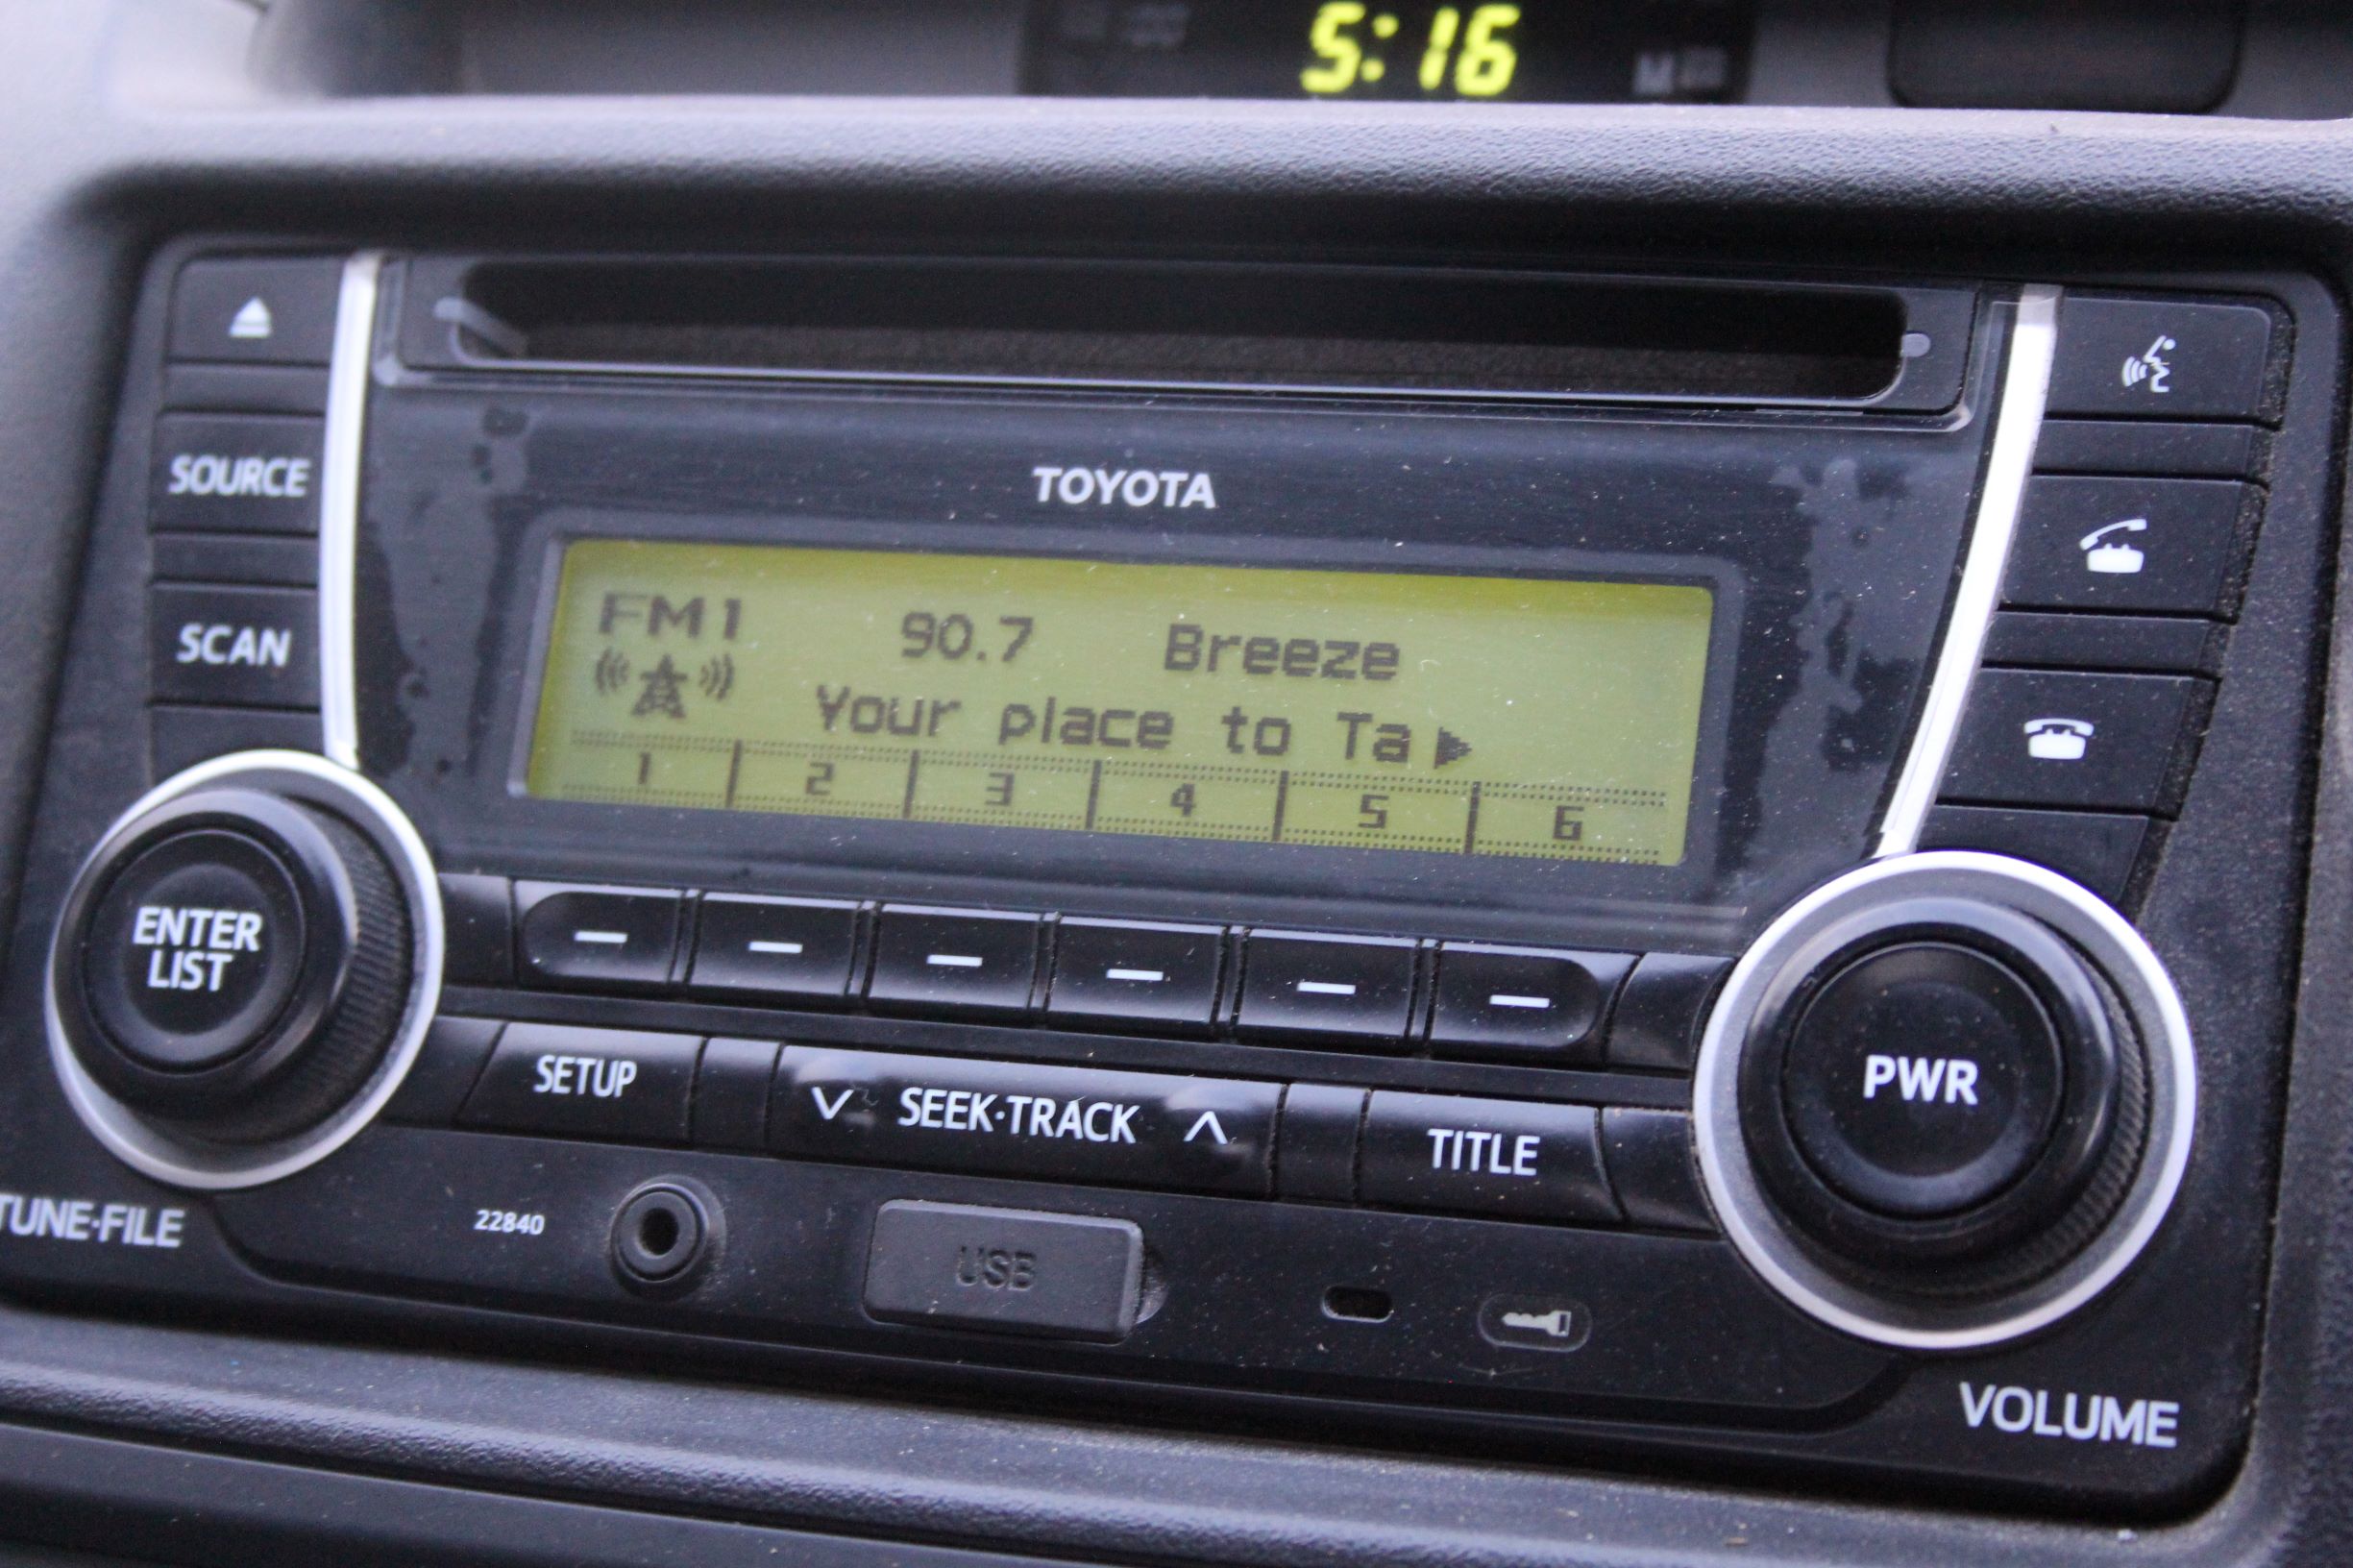 5:16
SOURCE
TOYOTA
SCAN
FM1 90.7 Breeze
Your place to Ta
1 2 3 4 5 6
ENTER
LIST
PWR
SETUP
SEEK·TRACK
TITLE
TUNE·FILE
22840
USB
VOLUME